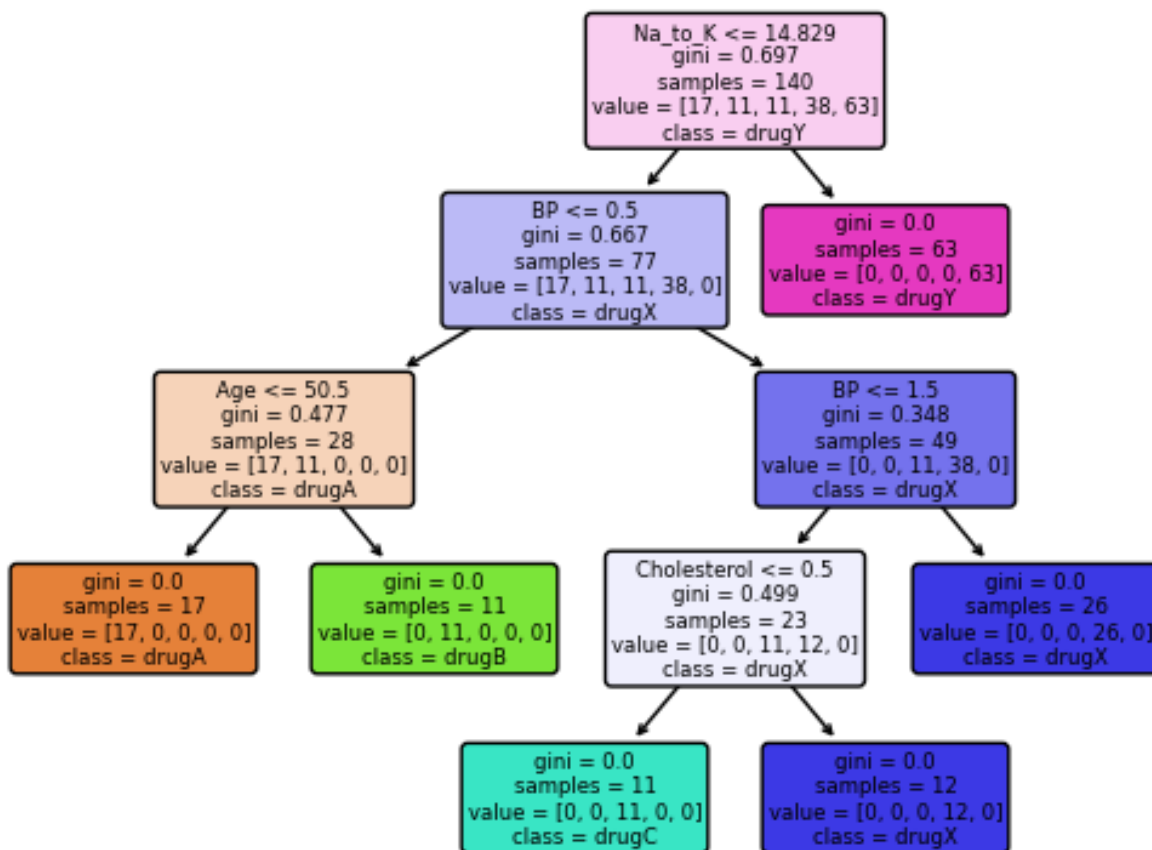 Na_to_K <= 14.829
gini = 0.697
samples = 140
value = [17, 11, 11, 38, 63]
class = drugY
BP <= 0.5
gini = 0.667
samples = 77
value = [17, 11, 11, 38, 0]
class = drugX
gini = 0.0
samples = 63
value = [0, 0, 0, 0, 63]
class = drugY
Age <= 50.5
gini = 0.477
samples = 28
value = [17, 11, 0, 0, 0]
class = drugA
BP <= 1.5
gini = 0.348
samples = 49
value = [0, 0, 11, 38, 0]
class = drugX
gini = 0.0
samples = 17
value = [17, 0, 0, 0, 0]
class = drugA
gini = 0.0
samples = 11
value = [0, 11, 0, 0, 0]
class = drugB
Cholesterol <= 0.5
gini = 0.499
samples = 23
value = [0, 0, 11, 12, 0]
class = drugX
gini = 0.0
samples = 26
value = [0, 0, 0, 26, 0]
class = drugX
gini = 0.0
samples = 11
value = [0, 0, 11, 0, 0]
class = drugC
gini = 0.0
samples = 12
value = [0, 0, 0, 12, 0]
class = drugX